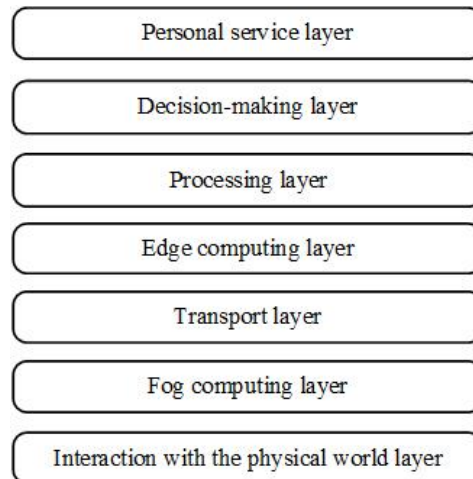 Personal service layer
Decision-making layer
Processing layer
Edge computing layer
Transport layer
Fog computing layer
Interaction with the physical world layer